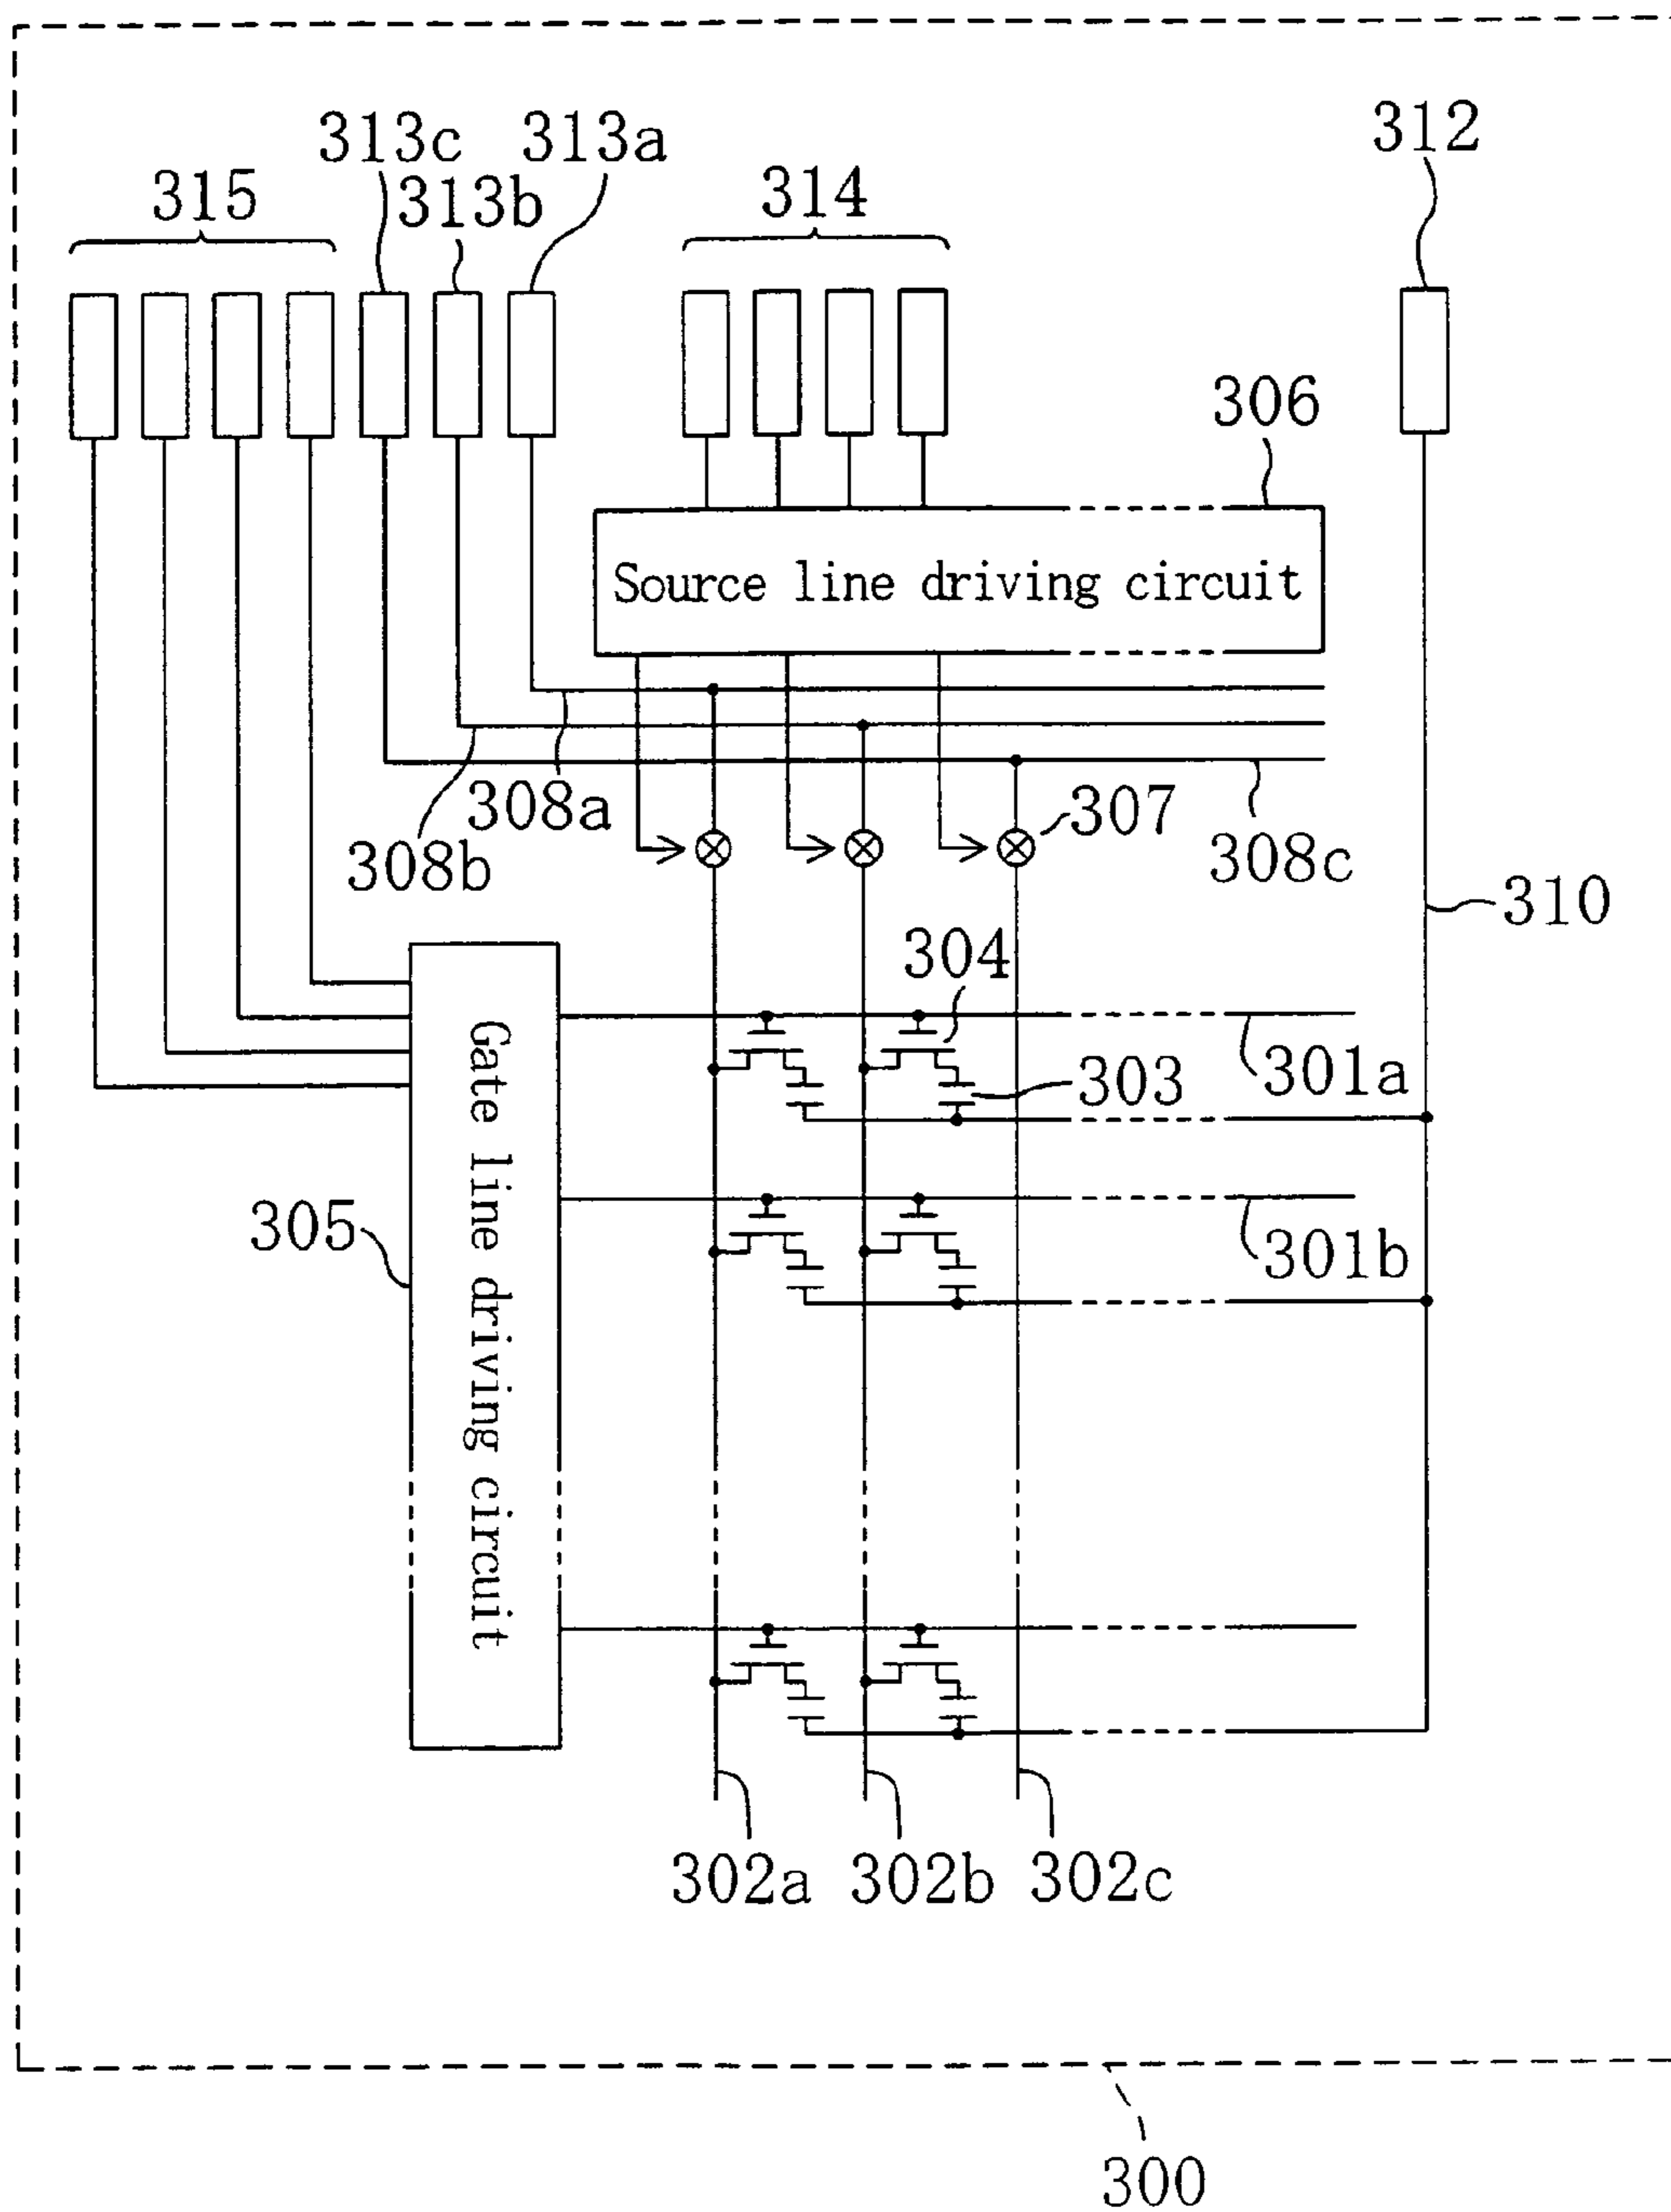 312
313c 313a
315 313b 314
306
Source line driving circuit
308a 307
308b 308c
310
304
301a
303
Gate line driving circuit
305
301b
302a 302b 302c
300